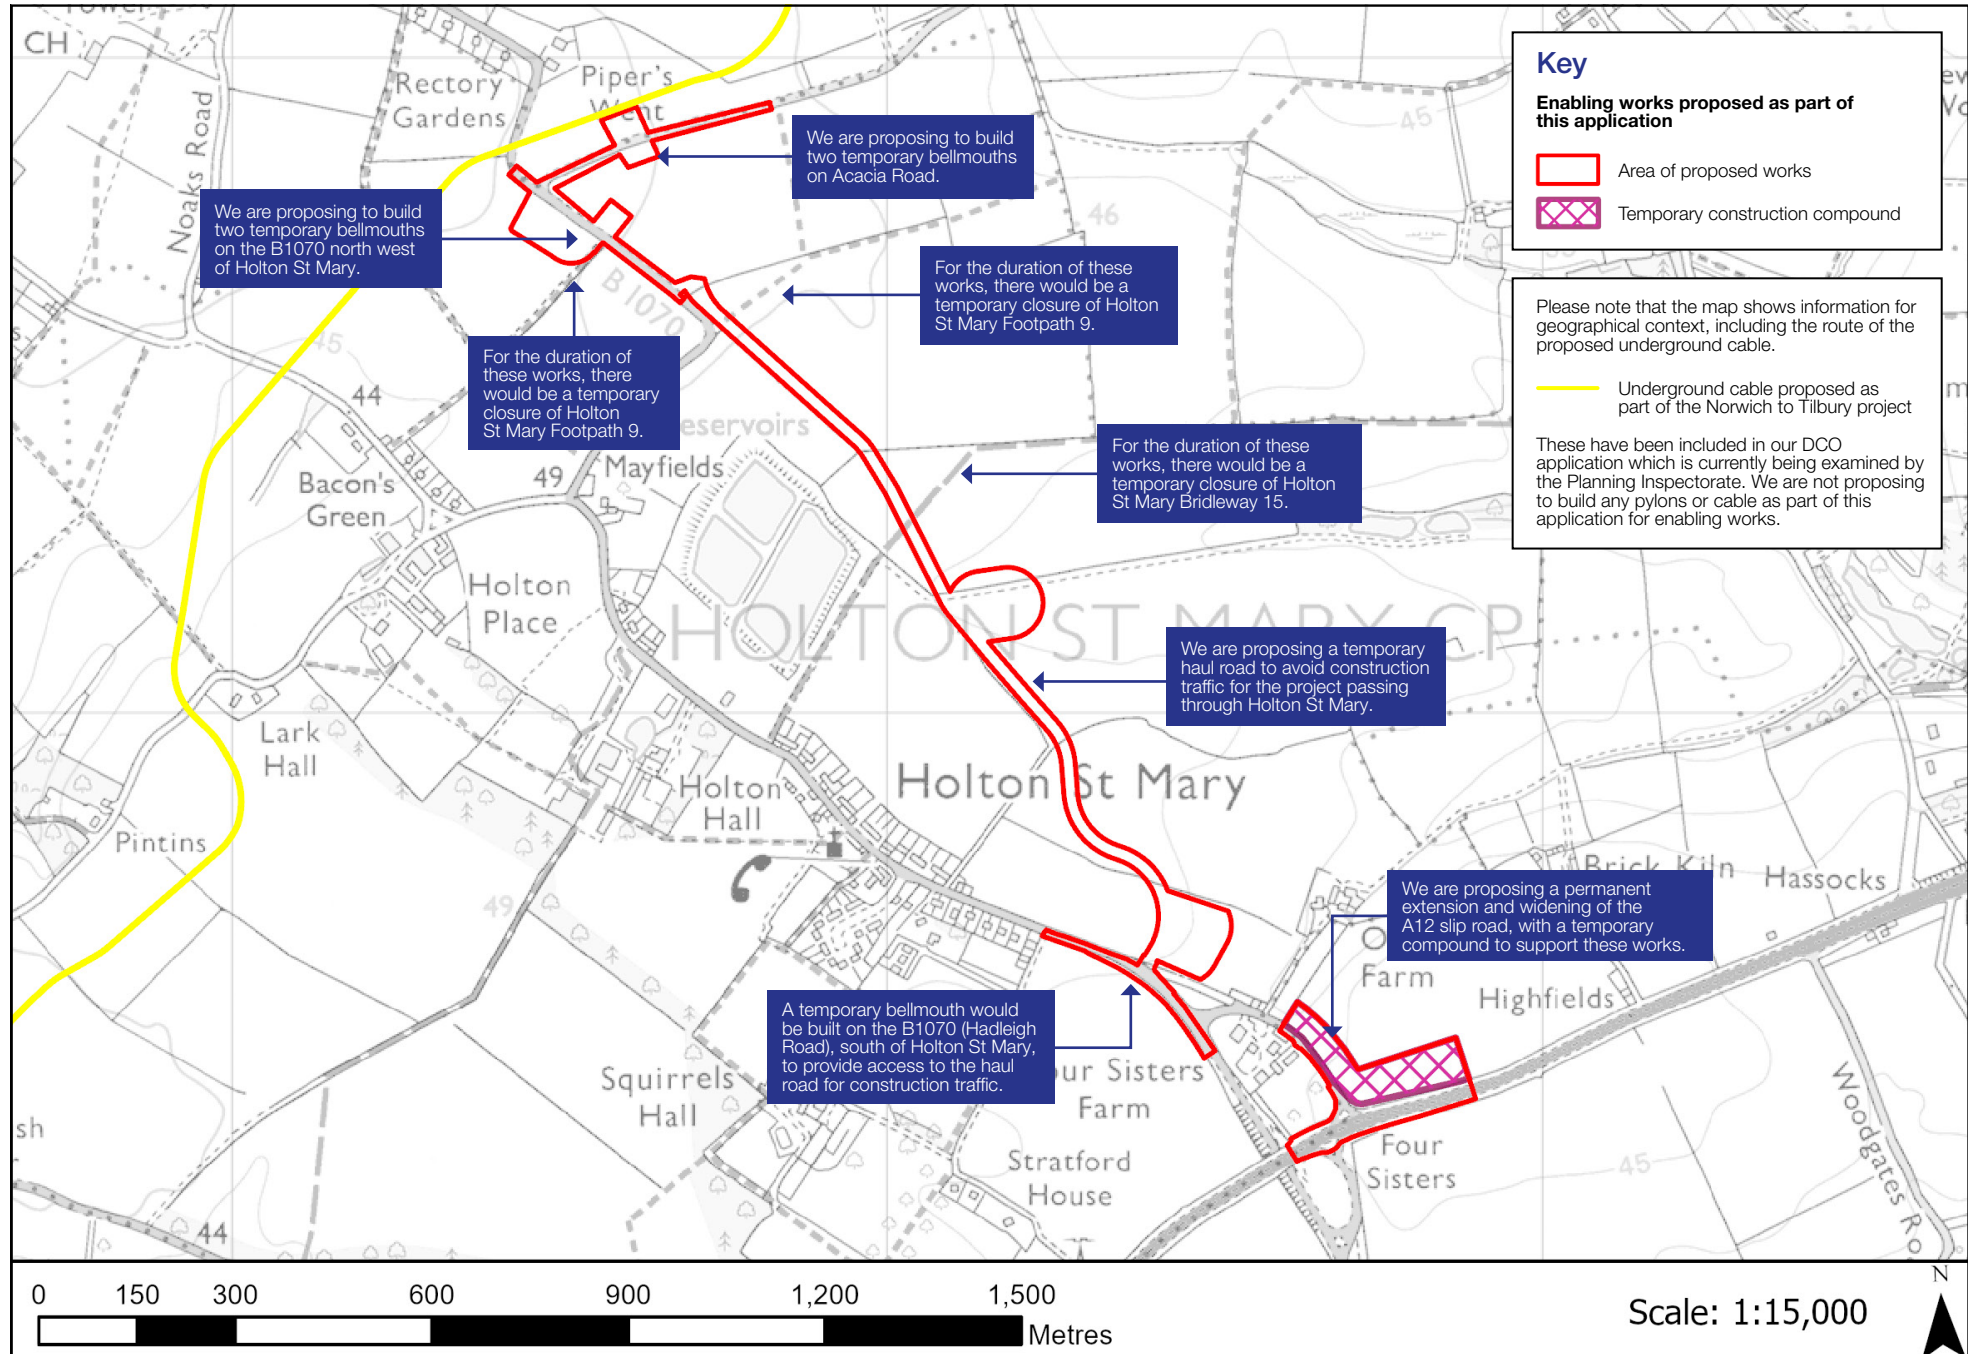 CH
Rectory
Gardens
Piper's
Went
Noaks Road
We are proposing to build
two temporary bellmouths
on Acacia Road.
We are proposing to build
two temporary bellmouths
on the B1070 north west
of Holton St Mary.
For the duration of these
works, there would be a
temporary closure of Holton
St Mary Footpath 9.
For the duration of
these works, there
would be a temporary
closure of Holton
St Mary Footpath 9.
B 1070
45
46
45
44
49
eservoirs
Mayfields
Bacon's
Green
For the duration of these
works, there would be a
temporary closure of Holton
St Mary Bridleway 15.
Holton
Place
HOLTON ST MARY CP
We are proposing a temporary
haul road to avoid construction
traffic for the project passing
through Holton St Mary.
Lark
Hall
Holton
Hall
Holton St Mary
Pintins
49
Brick Kiln
Hassocks
We are proposing a permanent
extension and widening of the
A12 slip road, with a temporary
compound to support these works.
Farm
Highfields
A temporary bellmouth would
be built on the B1070 (Hadleigh
Road), south of Holton St Mary,
to provide access to the haul
road for construction traffic.
Squirrels
Hall
our Sisters
Farm
Stratford
House
Four
Sisters
45
Woodgates Ro
sh
44
Key
Enabling works proposed as part of
this application
Area of proposed works
Temporary construction compound
Please note that the map shows information for
geographical context, including the route of the
proposed underground cable.
Underground cable proposed as
part of the Norwich to Tilbury project
These have been included in our DCO
application which is currently being examined by
the Planning Inspectorate. We are not proposing
to build any pylons or cable as part of this
application for enabling works.
0 150 300 600 900 1,200 1,500
Metres
Scale: 1:15,000
N